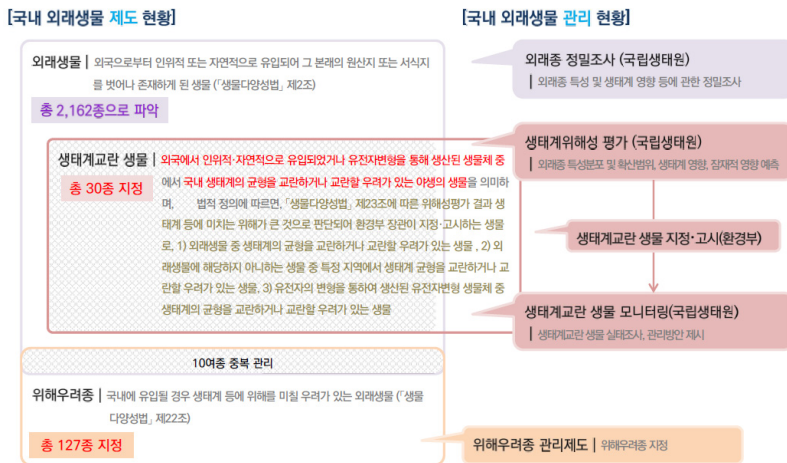 [국내 외래생물 제도 현황]
외래생물 | 외국으로부터 인위적 또는 자연적으로 유입되어 그 본래의 원산지 또는 서식지
를 벗어나 존재하게 된 생물 (「생물다양성법」 제2조)
총 2,162종으로 파악
생태계교란 생물 | 외국에서 인위적·자연적으로 유입되었거나 유전자변형을 통해 생산된 생물체 중
에서 국내 생태계의 균형을 교란하거나 교란할 우려가 있는 야생의 생물을 의미하
총 30종 지정
며, 법적 정의에 따르면, 「생물다양성법」 제23조에 따른 위해성평가 결과 생
태계 등에 미치는 위해가 큰 것으로 판단되어 환경부 장관이 지정·고시하는 생물
로, 1) 외래생물 중 생태계의 균형을 교란하거나 교란할 우려가 있는 생물 , 2) 외
래생물에 해당하지 아니하는 생물 중 특정 지역에서 생태계 균형을 교란하거나 교
란할 우려가 있는 생물, 3) 유전자의 변형을 통하여 생산된 유전자변형 생물체 중
생태계의 균형을 교란하거나 교란할 우려가 있는 생물
10여종 중복 관리
위해우려종 | 국내에 유입될 경우 생태계 등에 위해를 미칠 우려가 있는 외래생물 (「생물
다양성법」 제22조)
총 127종 지정
[국내 외래생물 관리 현황]
외래종 정밀조사 (국립생태원)
| 외래종 특성 및 생태계 영향 등에 관한 정밀조사
생태계위해성 평가 (국립생태원)
| 외래종 특성분포 및 확산범위, 생태계 영향, 잠재적 영향 예측
생태계교란 생물 지정·고시(환경부)
생태계교란 생물 모니터링(국립생태원)
| 생태계교란 생물 실태조사, 관리방안 제시
위해우려종 관리제도 | 위해우려종 지정